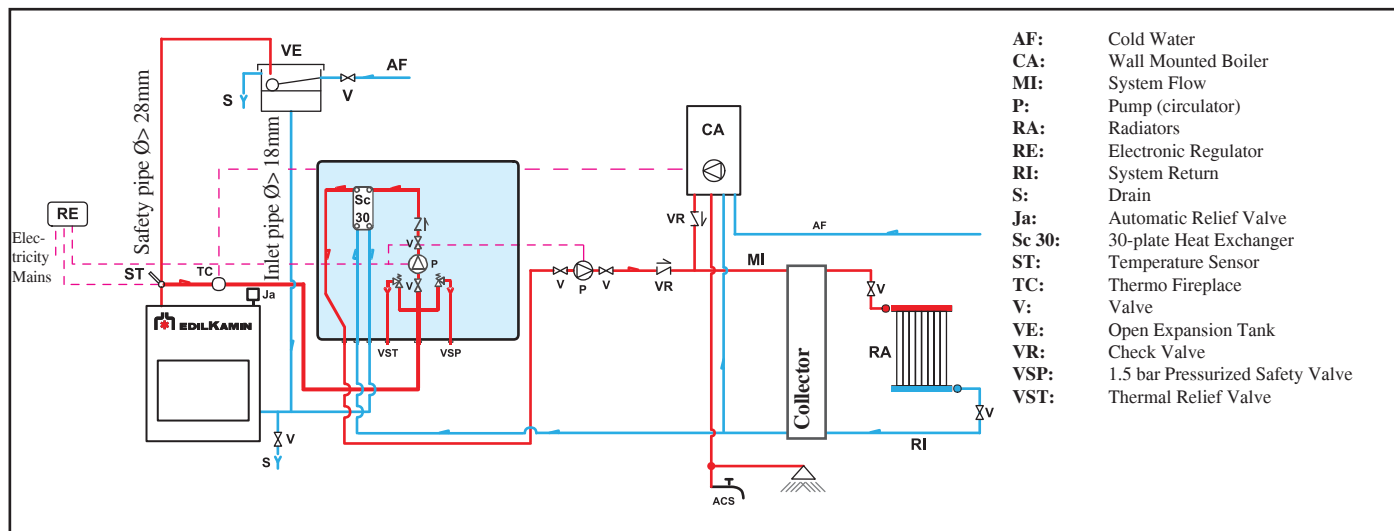 VE
AF
V
S
Safety pipe Ø> 28mm
Inlet pipe Ø> 18mm
RE
Elec-
tricity
Mains
ST
TC
Ja
EDILKAMIN
V
S
Sc
30
V
P
V
VST
VSP
CA
VR
AF
V
P
V
VR
MI
Collector
V
RA
V
RI
ACS
AF: Cold Water
CA: Wall Mounted Boiler
MI: System Flow
P: Pump (circulator)
RA: Radiators
RE: Electronic Regulator
RI: System Return
S: Drain
Ja: Automatic Relief Valve
Sc 30: 30-plate Heat Exchanger
ST: Temperature Sensor
TC: Thermo Fireplace
V: Valve
VE: Open Expansion Tank
VR: Check Valve
VSP: 1.5 bar Pressurized Safety Valve
VST: Thermal Relief Valve